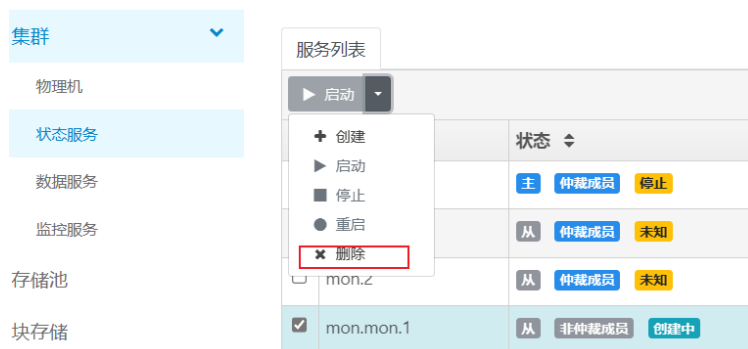 集群
物理机
状态服务
数据服务
监控服务
存储池
块存储
服务列表
启动
创建
启动
停止
重启
删除
状态
主 仲裁成员 停止
从 仲裁成员 未知
mon.2 从 仲裁成员 未知
mon.mon.1 从 非仲裁成员 创建中